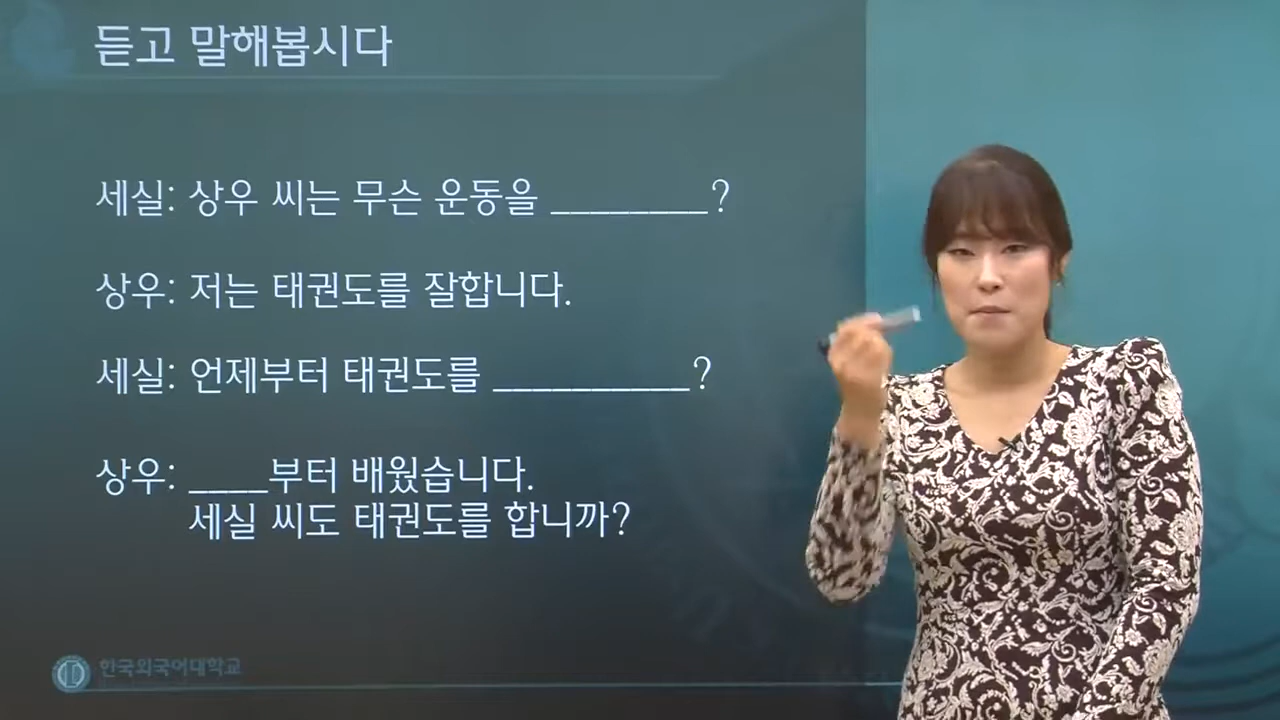 듣고 말해봅시다
세실: 상우 씨는 무슨 운동을 ________?
상우: 저는 태권도를 잘합니다.
세실: 언제부터 태권도를 __________?
상우: ____부터 배웠습니다.
세실 씨도 태권도를 합니까?
한국외국어대학교